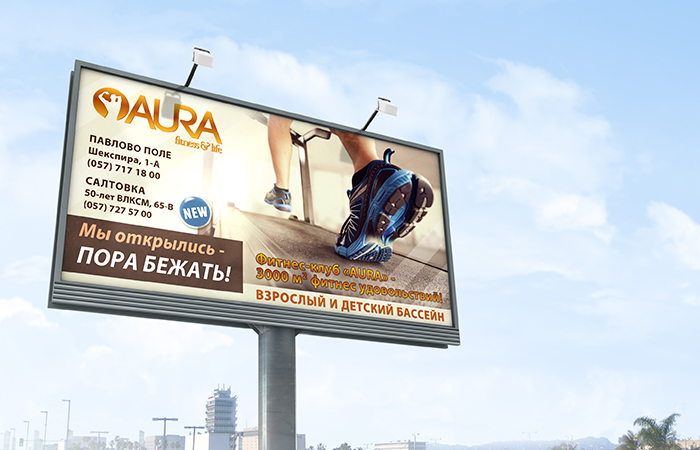 AURA
fitness & life
ПАВЛОВО ПОЛЕ
Шекспира, 1-А
(057) 717 18 00
САЛТОВКА
50-лет ВЛКСМ, 65-В
(057) 727 57 00
NEW
Мы открылись -
ПОРА БЕЖАТЬ!
Фитнес-клуб «AURA» -
3000 м² фитнес удовольствий!
ВЗРОСЛЫЙ И ДЕТСКИЙ БАССЕЙН